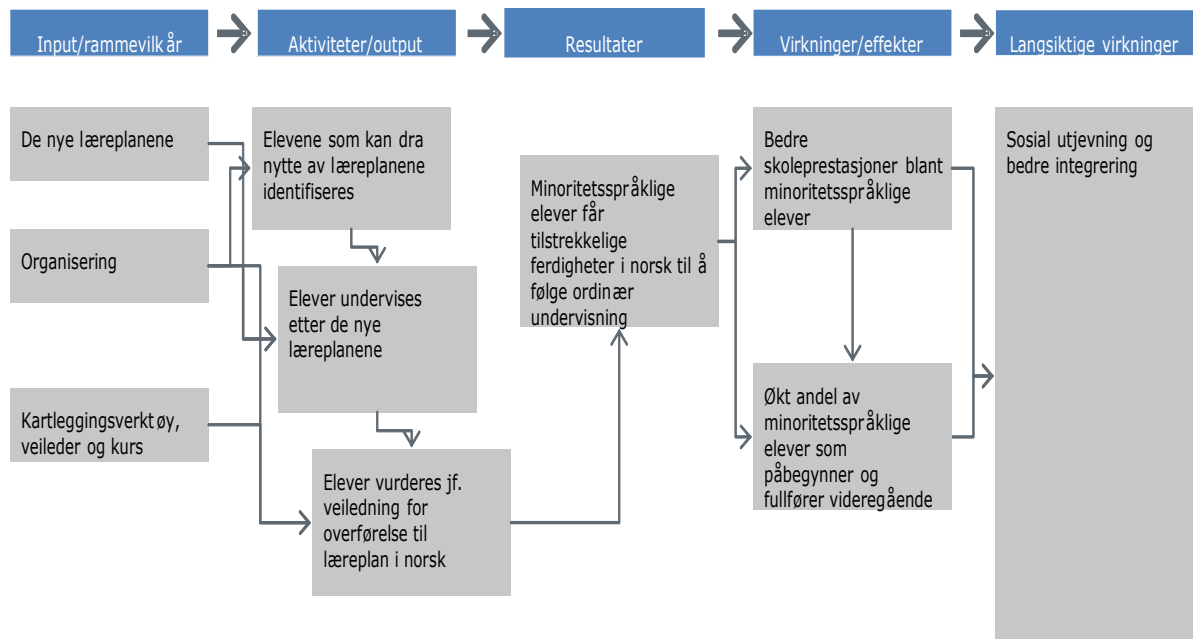 Input/rammevilkår
Aktiviteter/output
Resultater
Virkninger/effekter
Langsiktige virkninger
De nye læreplanene
Organisering
Kartleggingsverktøy,
veileder og kurs
Elevene som kan dra
nytte av læreplanene
identifiseres
Elever undervises
etter de nye
læreplanene
Elever vurderes jf.
veiledning for
overførelse til
læreplan i norsk
Minoritetsspråklige
elever får
tilstrekkelige
ferdigheter i norsk til å
følge ordinær
undervisning
Bedre
skoleprestasjoner blant
minoritetsspråklige
elever
Økt andel av
minoritetsspråklige
elever som
påbegynner og
fullfører videregående
Sosial utjevning og
bedre integrering